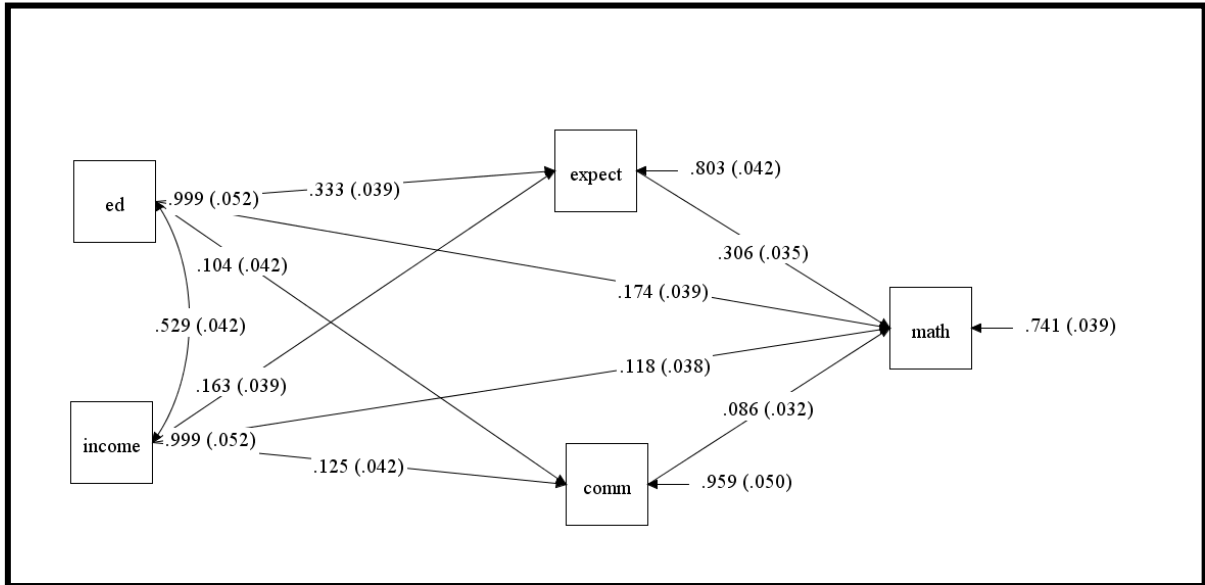 expect
.803 (.042)
ed
.999 (.052)
.333 (.039)
.104 (.042)
.306 (.035)
.174 (.039)
.529 (.042)
math
.741 (.039)
.118 (.038)
.163 (.039)
.086 (.032)
income
.999 (.052)
.125 (.042)
comm
.959 (.050)